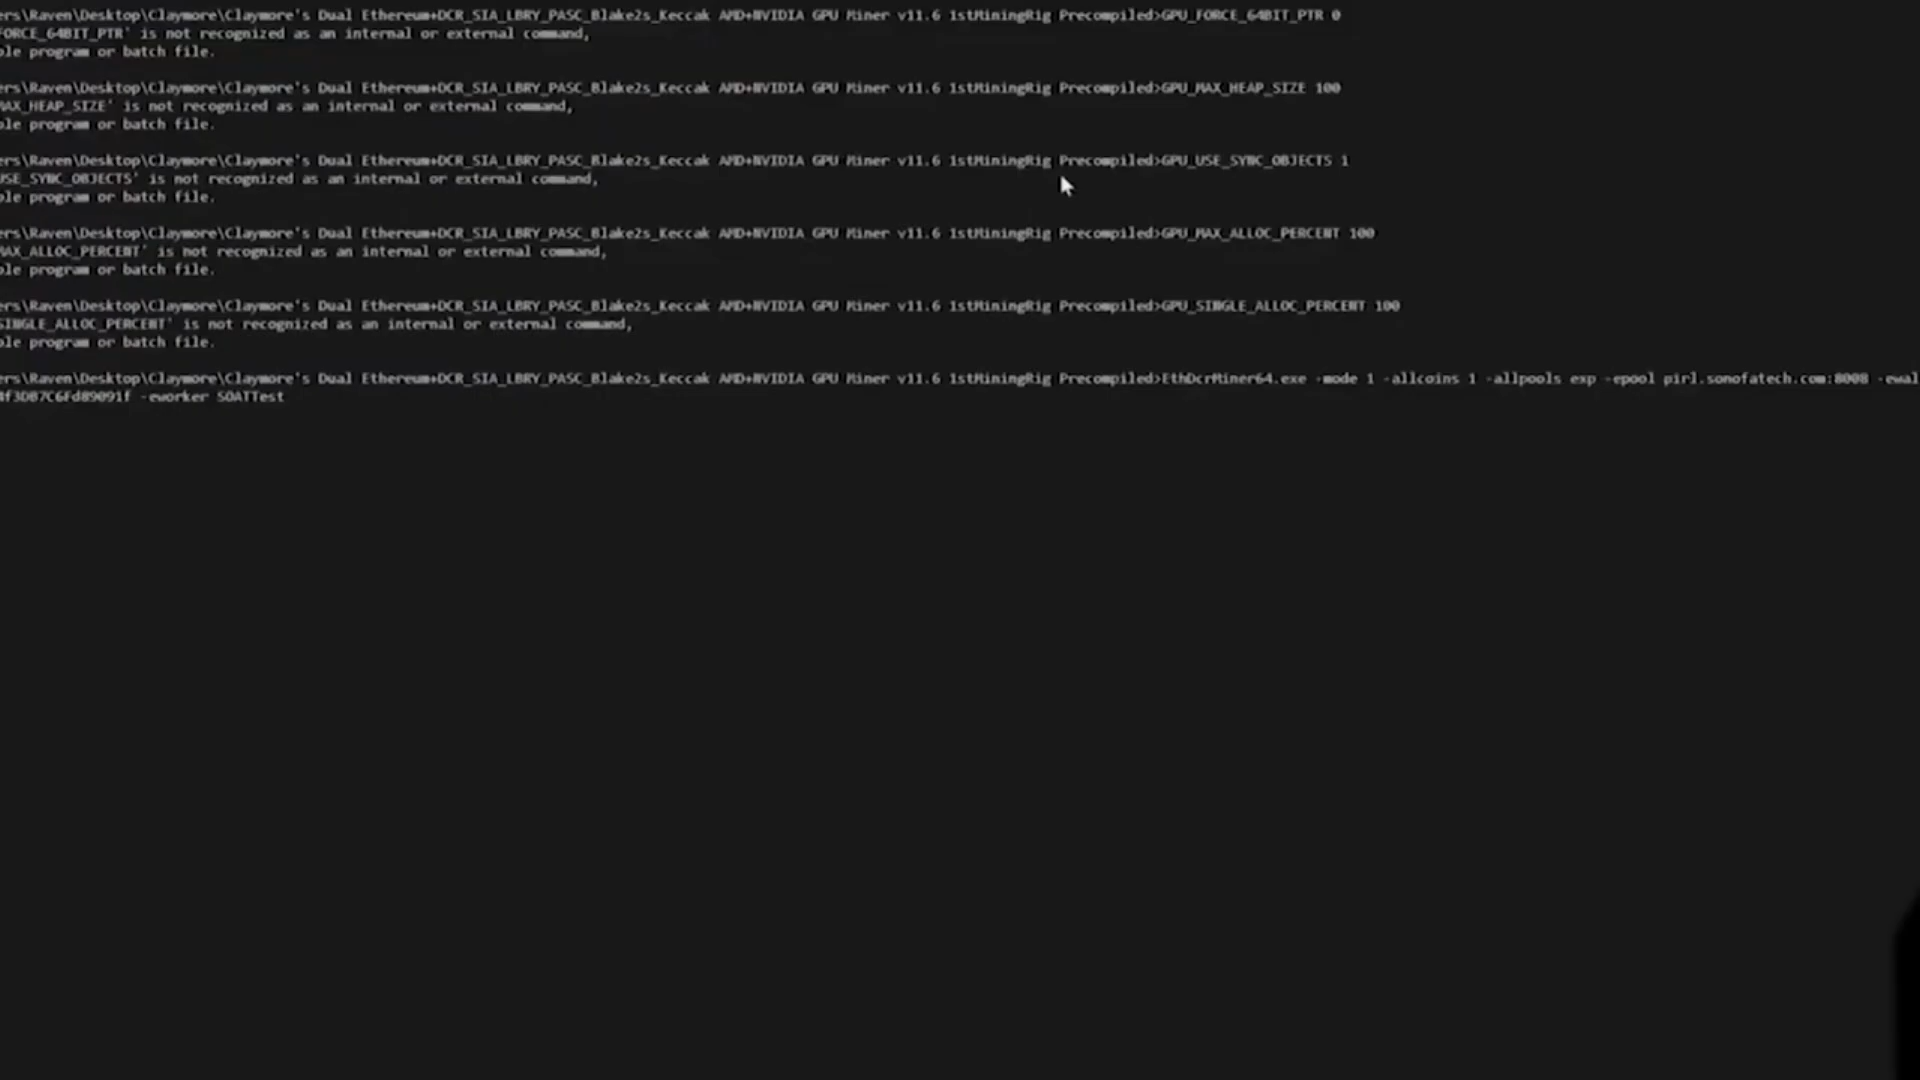 ers\Raven\Desktop\Claymore\Claymore's Dual Ethereum+DCR_SIA_LBRY_PASC_Blake2s_Keccak AMD+NVIDIA GPU Miner v11.6 1stMiningRig Precompiled>GPU_FORCE_64BIT_PTR 0
FORCE_64BIT_PTR' is not recognized as an internal or external command,
ble program or batch file.
ers\Raven\Desktop\Claymore\Claymore's Dual Ethereum+DCR_SIA_LBRY_PASC_Blake2s_Keccak AMD+NVIDIA GPU Miner v11.6 1stMiningRig Precompiled>GPU_MAX_HEAP_SIZE 100
MAX_HEAP_SIZE' is not recognized as an internal or external command,
ble program or batch file.
ers\Raven\Desktop\Claymore\Claymore's Dual Ethereum+DCR_SIA_LBRY_PASC_Blake2s_Keccak AMD+NVIDIA GPU Miner v11.6 1stMiningRig Precompiled>GPU_USE_SYNC_OBJECTS 1
USE_SYNC_OBJECTS' is not recognized as an internal or external command,
ble program or batch file.
ers\Raven\Desktop\Claymore\Claymore's Dual Ethereum+DCR_SIA_LBRY_PASC_Blake2s_Keccak AMD+NVIDIA GPU Miner v11.6 1stMiningRig Precompiled>GPU_MAX_ALLOC_PERCENT 100
MAX_ALLOC_PERCENT' is not recognized as an internal or external command,
ble program or batch file.
ers\Raven\Desktop\Claymore\Claymore's Dual Ethereum+DCR_SIA_LBRY_PASC_Blake2s_Keccak AMD+NVIDIA GPU Miner v11.6 1stMiningRig Precompiled>GPU_SINGLE_ALLOC_PERCENT 100
SINGLE_ALLOC_PERCENT' is not recognized as an internal or external command,
ble program or batch file.
ers\Raven\Desktop\Claymore\Claymore's Dual Ethereum+DCR_SIA_LBRY_PASC_Blake2s_Keccak AMD+NVIDIA GPU Miner v11.6 1stMiningRig Precompiled>EthDcrMiner64.exe -mode 1 -allcoins 1 -allpools exp -epool pirl.sonofatech.com:8008 -ewal
4f3DB7C6Fd89091f -eworker SOATTest